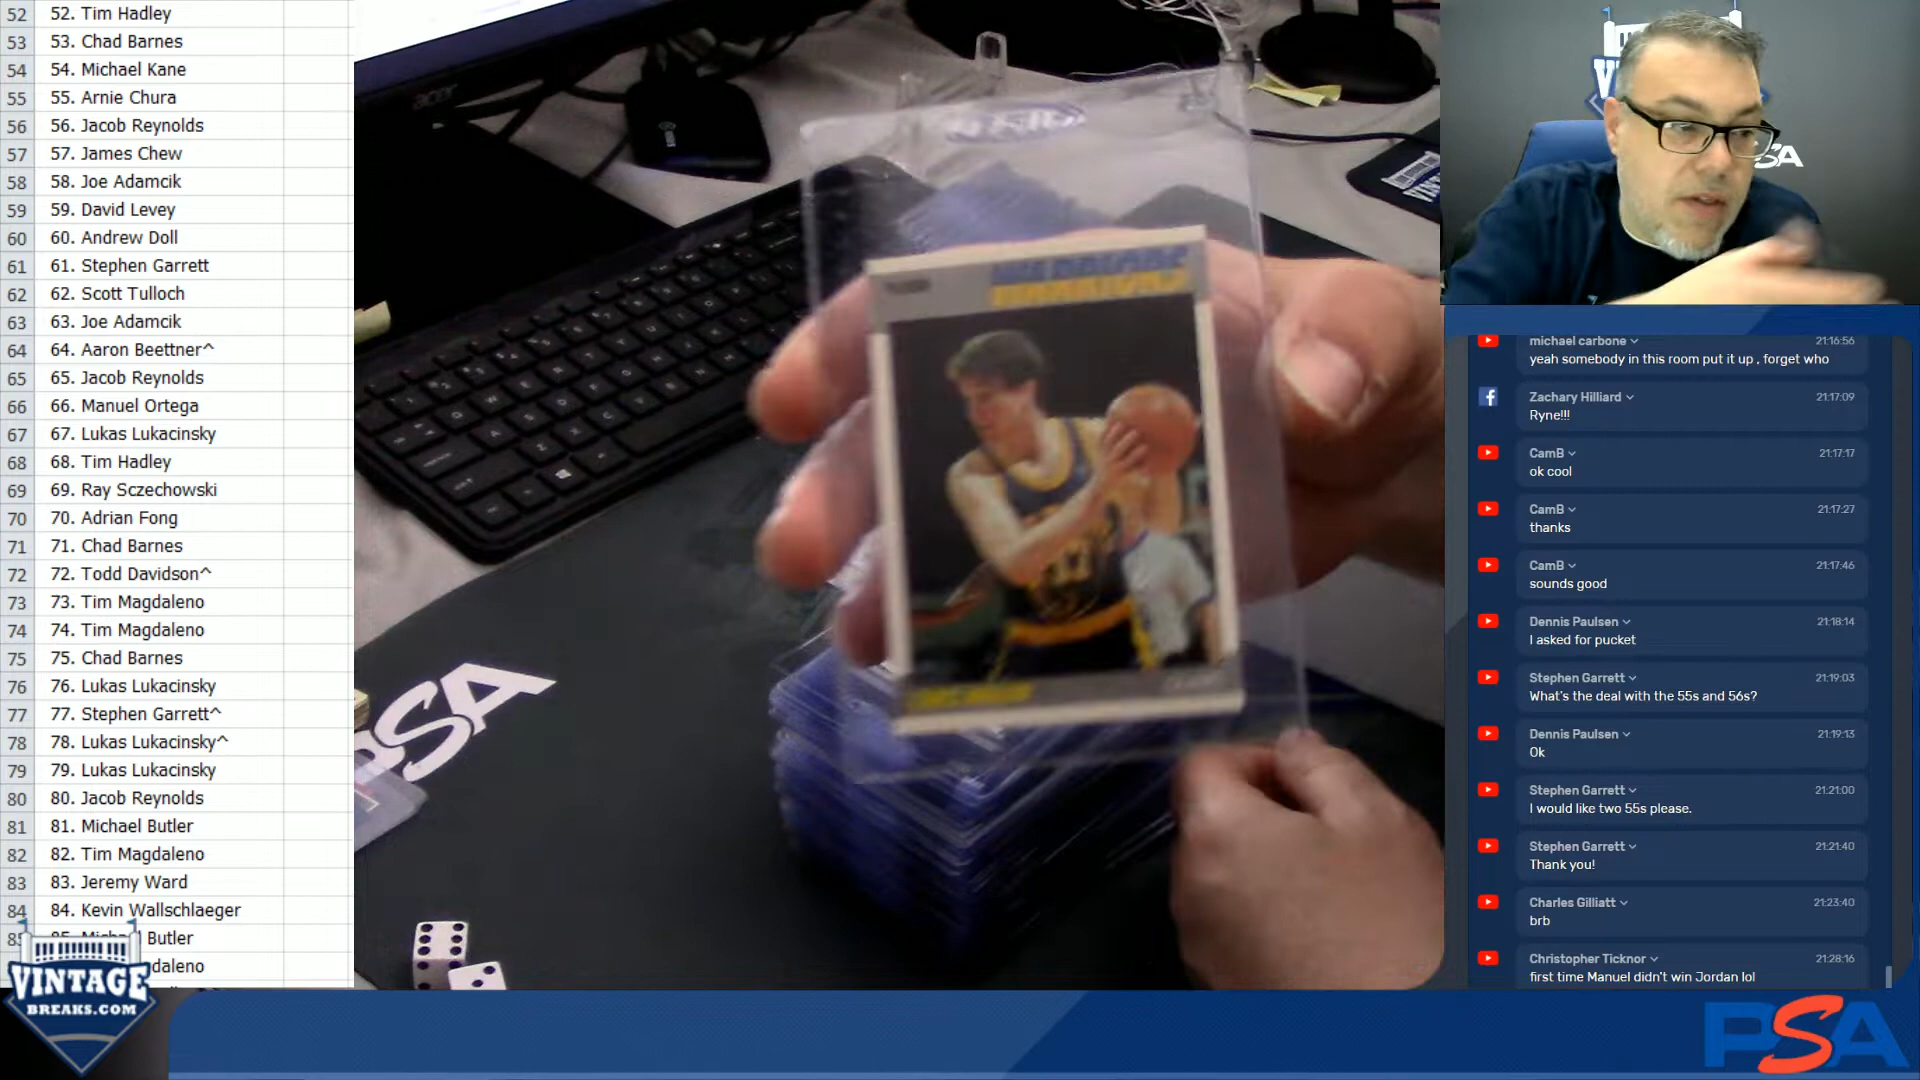 52 52. Tim Hadley
53 53. Chad Barnes
54 54. Michael Kane
55 55. Arnie Chura
56 56. Jacob Reynolds
57 57. James Chew
58 58. Joe Adamcik
59 59. David Levey
60 60. Andrew Doll
61 61. Stephen Garrett
62 62. Scott Tulloch
63 63. Joe Adamcik
64 64. Aaron Beettner^
65 65. Jacob Reynolds
66 66. Manuel Ortega
67 67. Lukas Lukacinsky
68 68. Tim Hadley
69 69. Ray Sczechowski
70 70. Adrian Fong
71 71. Chad Barnes
72 72. Todd Davidson^
73 73. Tim Magdaleno
74 74. Tim Magdaleno
75 75. Chad Barnes
76 76. Lukas Lukacinsky
77 77. Stephen Garrett^
78 78. Lukas Lukacinsky^
79 79. Lukas Lukacinsky
80 80. Jacob Reynolds
81 81. Michael Butler
82 82. Tim Magdaleno
83 83. Jeremy Ward
84 84. Kevin Wallschlaeger
Butler
daleno
VINTAGE
BREAKS.COM
acer
WARRIORS
PSA
michael carbone 21:16:56
yeah somebody in this room put it up , forget who
Zachary Hilliard 21:17:09
Ryne!!!
CamB 21:17:17
ok cool
CamB 21:17:27
thanks
CamB 21:17:46
sounds good
Dennis Paulsen 21:18:14
I asked for pucket
Stephen Garrett 21:19:03
What's the deal with the 55s and 56s?
Dennis Paulsen 21:19:13
Ok
Stephen Garrett 21:21:00
I would like two 55s please.
Stephen Garrett 21:21:40
Thank you!
Charles Gilliatt 21:23:40
brb
Christopher Ticknor 21:28:16
first time Manuel didn't win Jordan lol
PSA